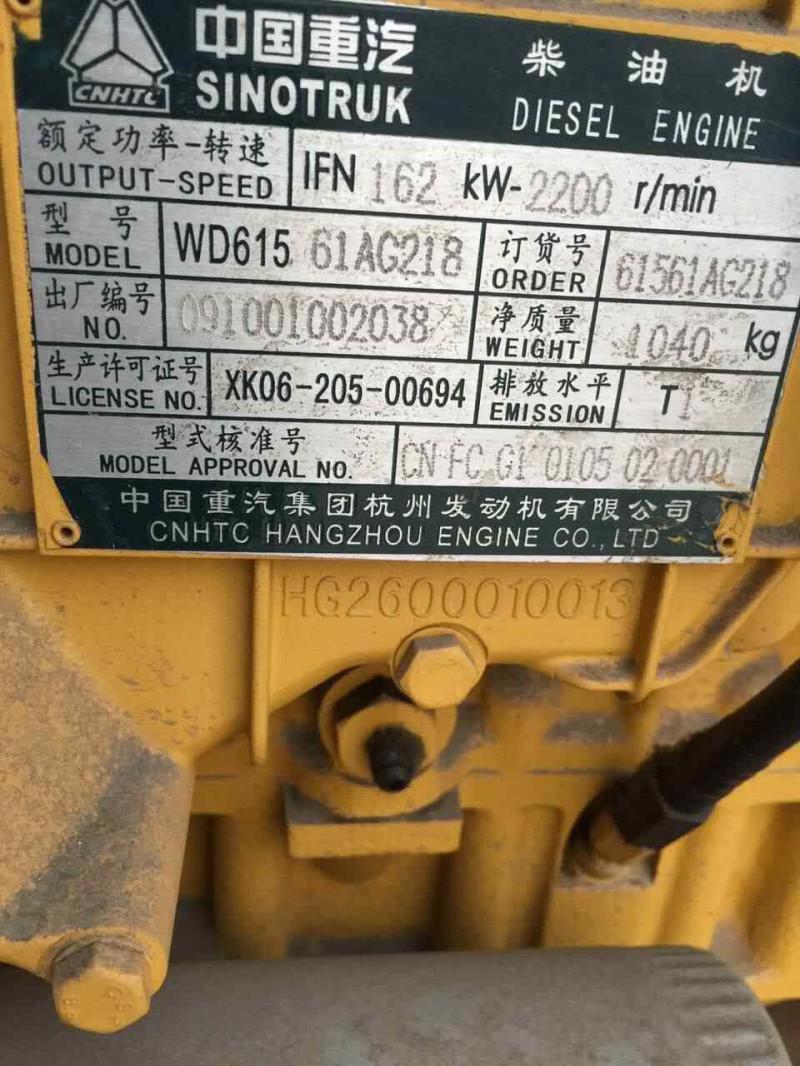 CNHTC
中国重汽
柴油机
SINOTRUK
DIESEL ENGINE
额定功率-转速
OUTPUT-SPEED
IFN 162 kW-2200 r/min
型号
MODEL
WD615 61AG218
订货号
ORDER
61561AG218
出厂编号
NO.
091001002038
净质量
WEIGHT
1040 kg
生产许可证号
LICENSE NO.
XK06-205-00694
排放水平
EMISSION
T1
型式核准号
MODEL APPROVAL NO.
CN FC G1 0105 02 0001
中国重汽集团杭州发动机有限公司
CNHTC HANGZHOU ENGINE CO., LTD
HG2600010013
8.8